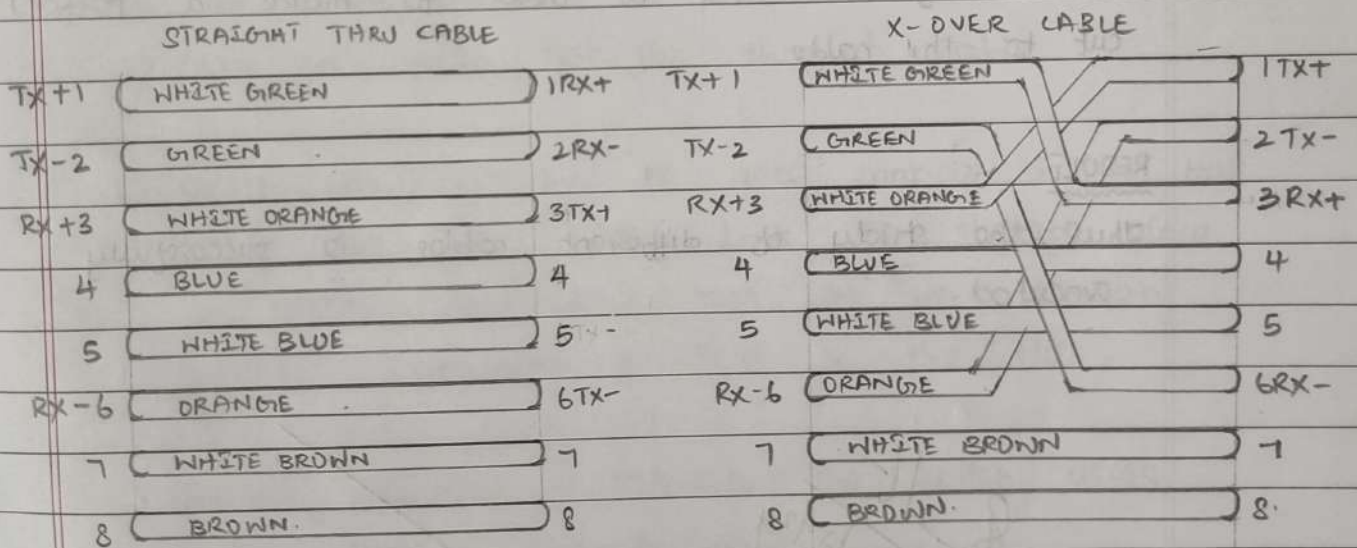 STRAIGHT THRU CABLE X-OVER CABLE
TX+1 WHITE GREEN 1RX+ TX+1 WHITE GREEN 1TX+
TX-2 GREEN 2RX- TX-2 GREEN 2TX-
RX+3 WHITE ORANGE 3TX+ RX+3 WHITE ORANGE 3RX+
4 BLUE 4 4 BLUE 4
5 WHITE BLUE 5 5 WHITE BLUE 5
RX-6 ORANGE 6TX- RX-6 ORANGE 6RX-
7 WHITE BROWN 7 7 WHITE BROWN 7
8 BROWN. 8 8 BROWN. 8.